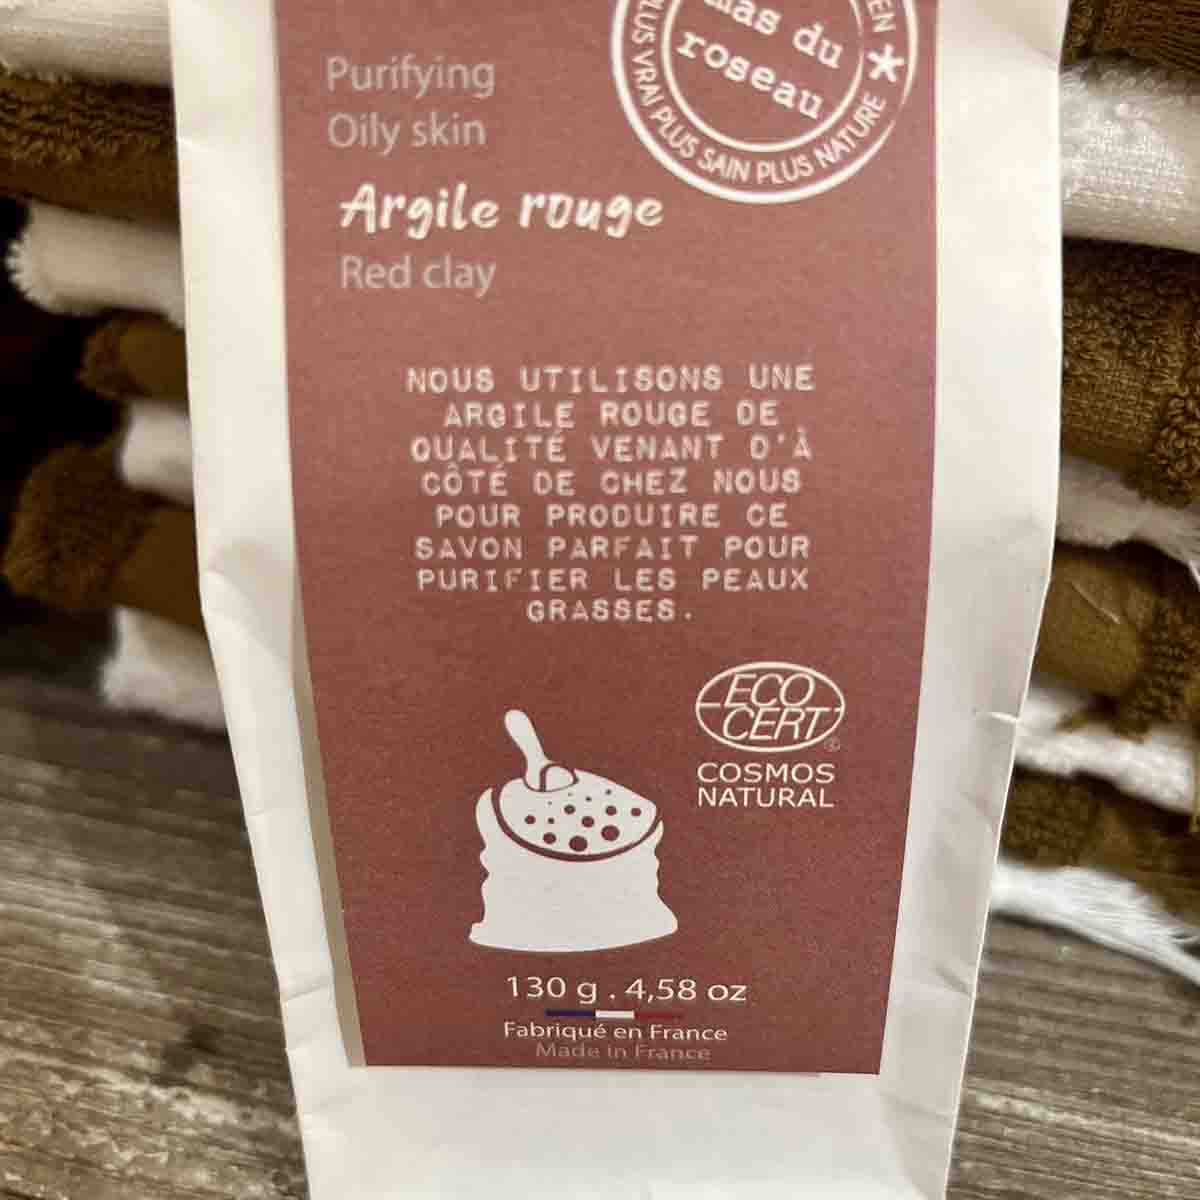 Purifying
Oily skin
Argile rouge
Red clay
mas du
roseau
PLUS VRAI PLUS SAIN PLUS NATURE
NOUS UTILISONS UNE
ARGILE ROUGE DE
QUALITÉ VENANT D'À
CÔTÉ DE CHEZ NOUS
POUR PRODUIRE CE
SAVON PARFAIT POUR
PURIFIER LES PEAUX
GRASSES.
ECO
CERT®
COSMOS
NATURAL
130 g . 4,58 oz
Fabriqué en France
Made in France